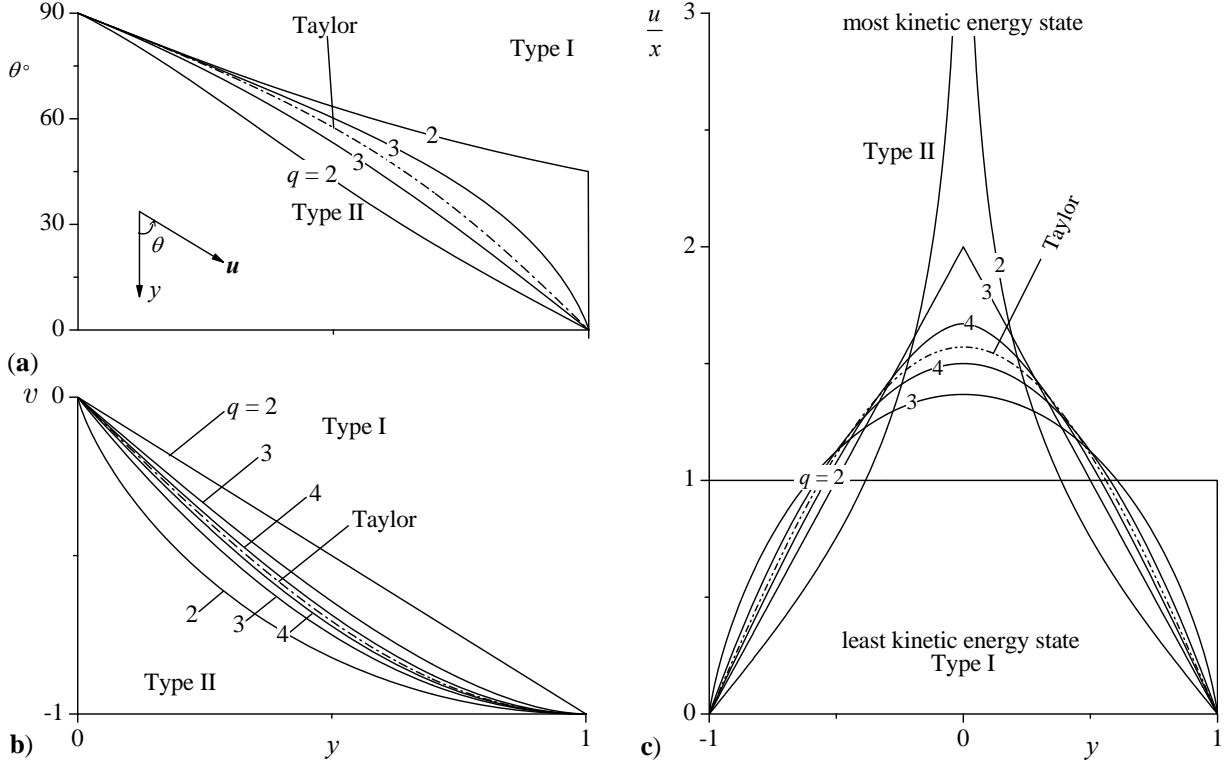 90
θ°
60
30
0
Taylor
Type I
2
3
3
q = 2
Type II
θ
u
y
(a)
v
0
-1
q = 2
Type I
3
4
Taylor
2
3
4
Type II
0
y
1
b)
u
x
3
2
1
0
most kinetic energy state
Type II
Taylor
2
3
4
4
3
q = 2
least kinetic energy state
Type I
-1
0
y
1
c)